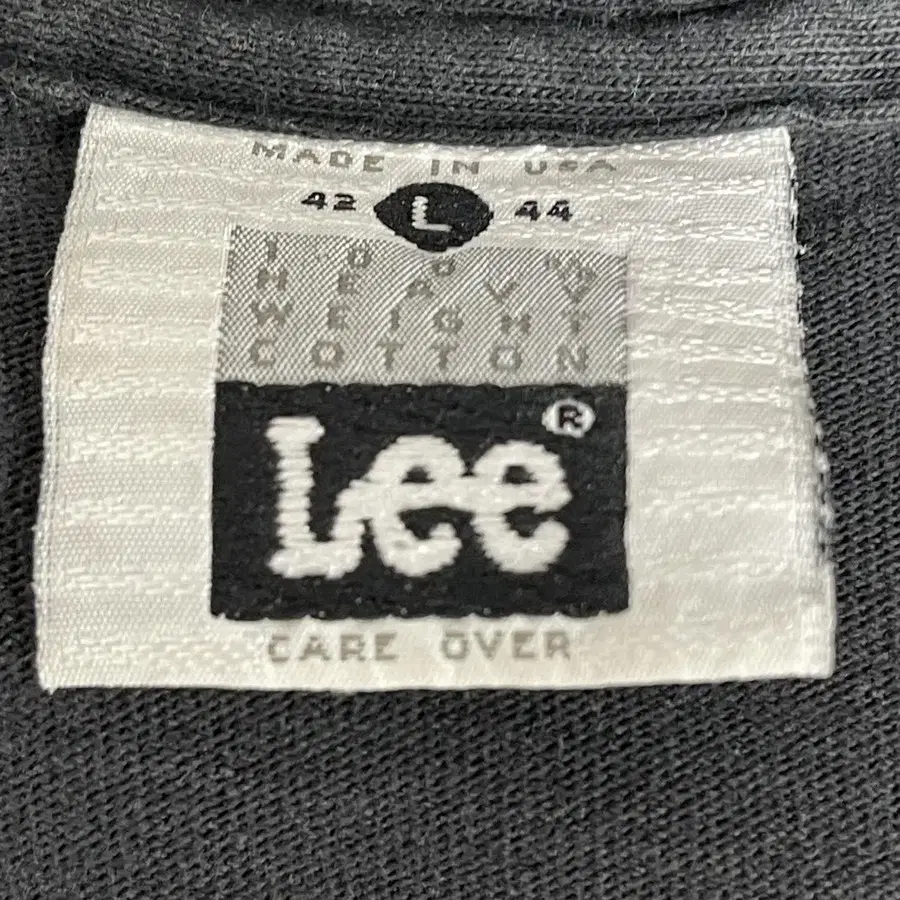 MADE IN USA
42 L 44
100%
HEAVY
WEIGHT
COTTON
Lee®
CARE OVER